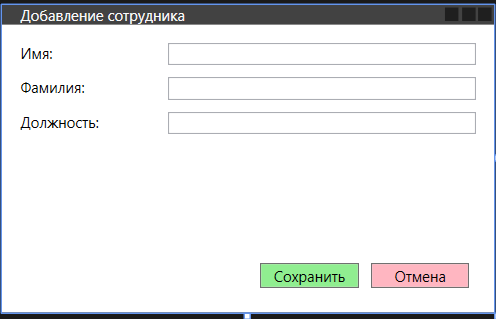 Добавление сотрудника
Имя:
Фамилия:
Должность:
Сохранить Отмена